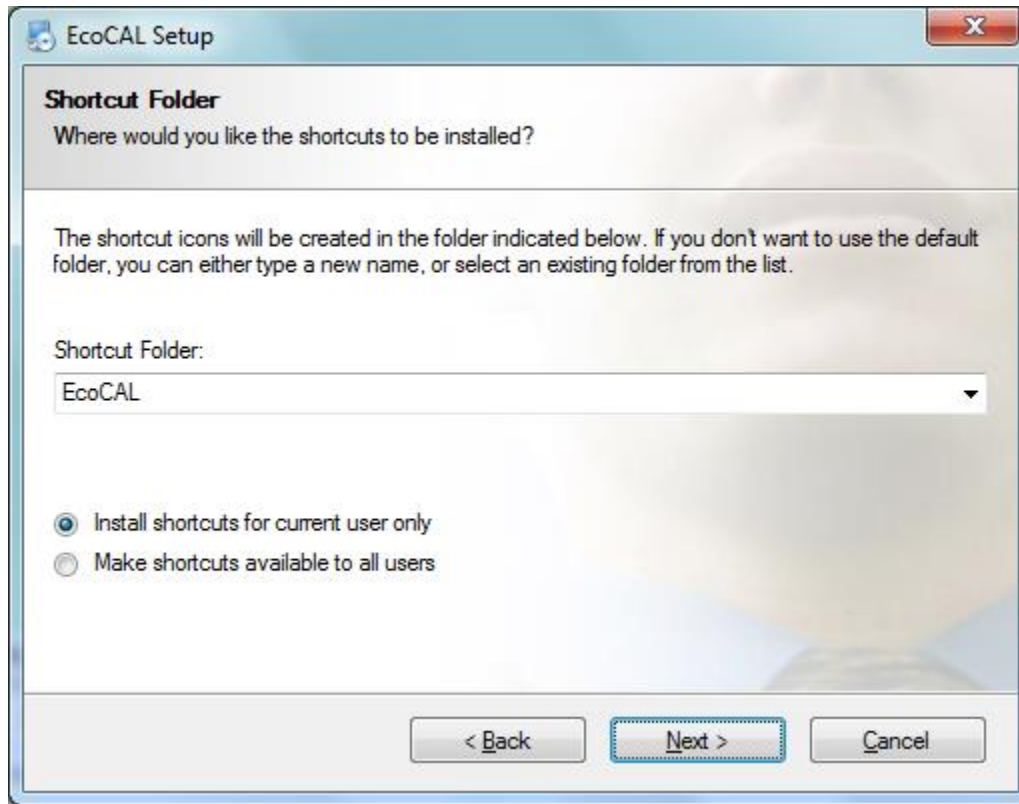 EcoCAL Setup
Shortcut Folder
Where would you like the shortcuts to be installed?
The shortcut icons will be created in the folder indicated below. If you don't want to use the default
folder, you can either type a new name, or select an existing folder from the list.
Shortcut Folder:
EcoCAL
Install shortcuts for current user only
Make shortcuts available to all users
< Back
Next >
Cancel